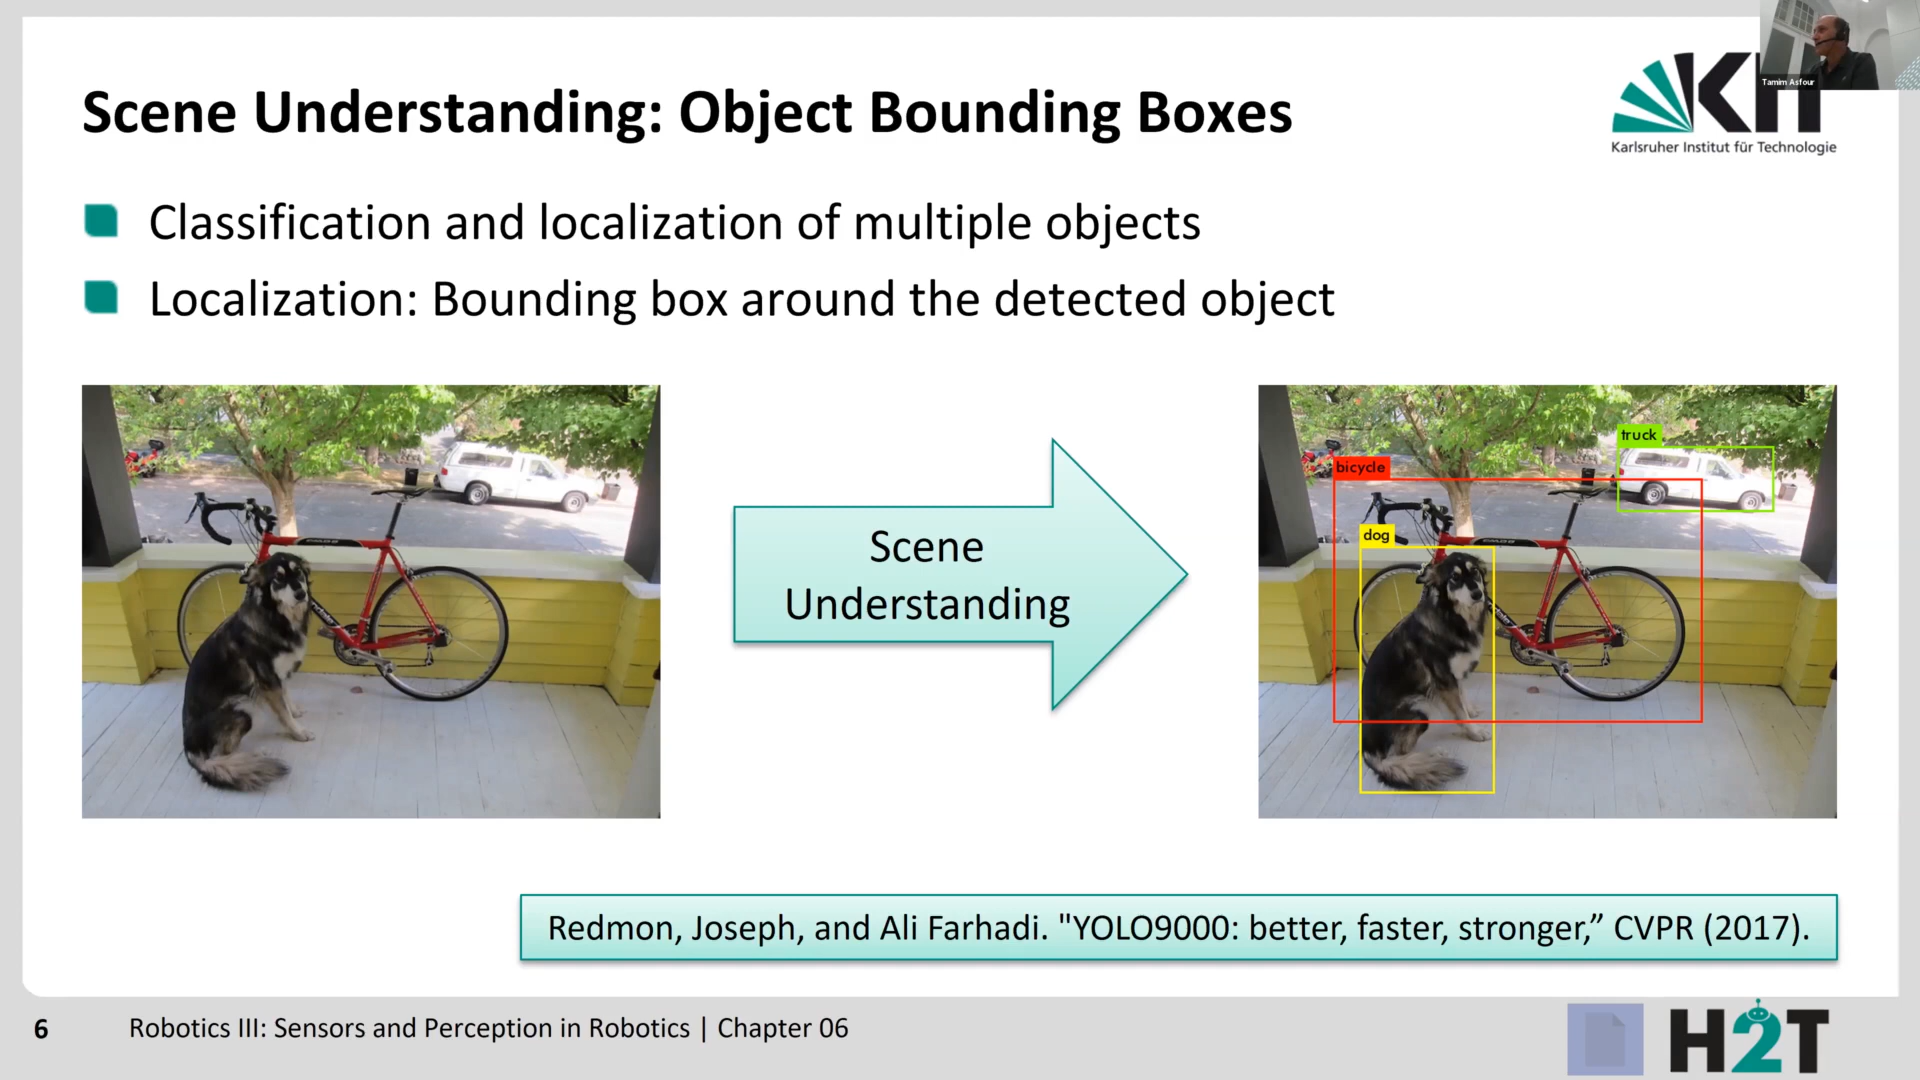 Scene Understanding: Object Bounding Boxes
KIT
Karlsruher Institut für Technologie
Tamim Asfour
Classification and localization of multiple objects
Localization: Bounding box around the detected object
Scene
Understanding
truck
bicycle
dog
Redmon, Joseph, and Ali Farhadi. "YOLO9000: better, faster, stronger,” CVPR (2017).
6
Robotics III: Sensors and Perception in Robotics | Chapter 06
H2T